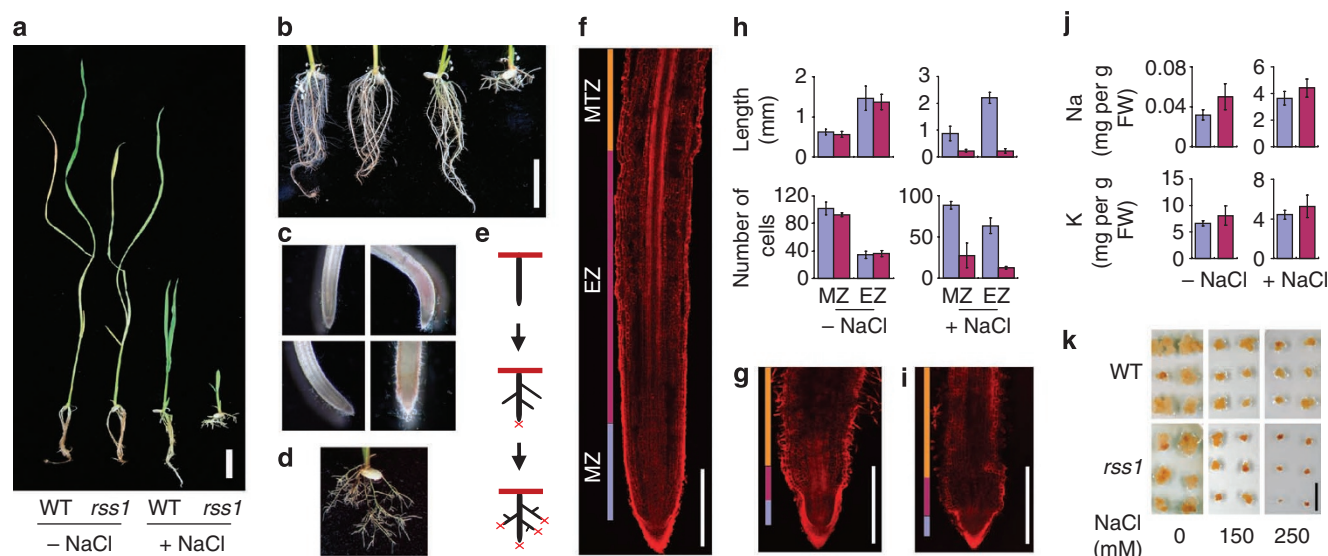 a
WT rss1 WT rss1
– NaCl + NaCl
b
c
d
e
f
MTZ
EZ
MZ
g
h
Length
(mm)
2
1
0
3
2
1
0
Number of
cells
120
80
40
0
100
50
0
MZ EZ MZ EZ
– NaCl + NaCl
i
j
Na
(mg per g
FW)
0.08
0.04
0
6
4
2
0
K
(mg per g
FW)
15
10
5
0
8
4
0
– NaCl + NaCl
k
WT
rss1
NaCl
(mM) 0 150 250